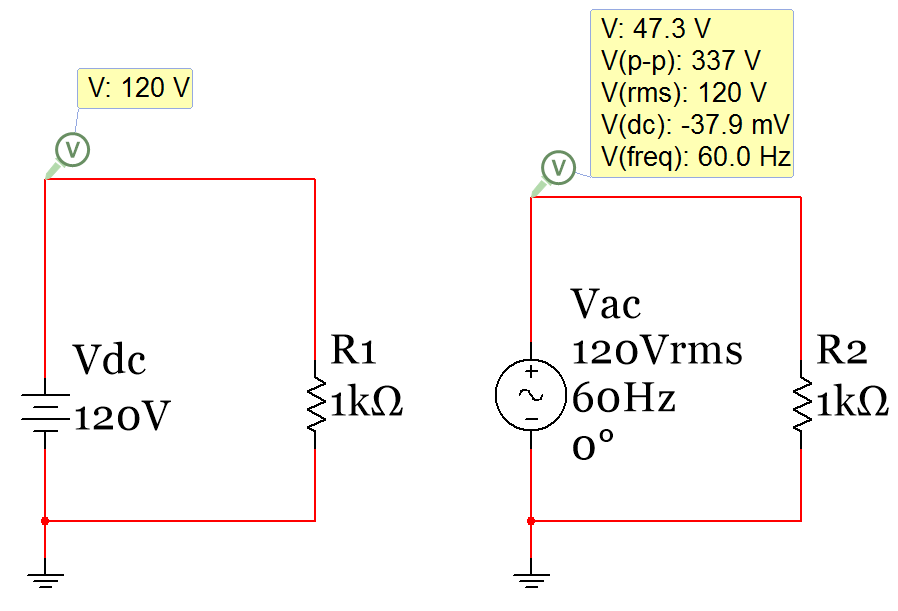 V: 120 V
V
Vdc
120V
R1
1kΩ
V: 47.3 V
V(p-p): 337 V
V(rms): 120 V
V(dc): -37.9 mV
V(freq): 60.0 Hz
V
Vac
120Vrms
60Hz
0°
R2
1kΩ